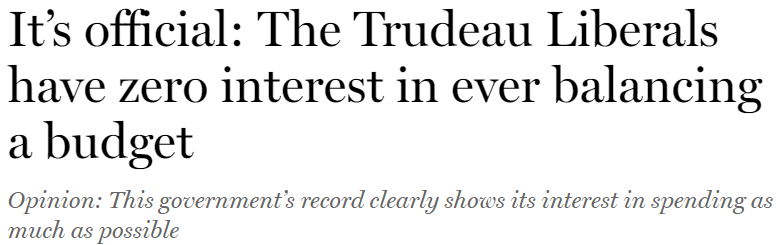 It’s official: The Trudeau Liberals
have zero interest in ever balancing
a budget
Opinion: This government’s record clearly shows its interest in spending as
much as possible